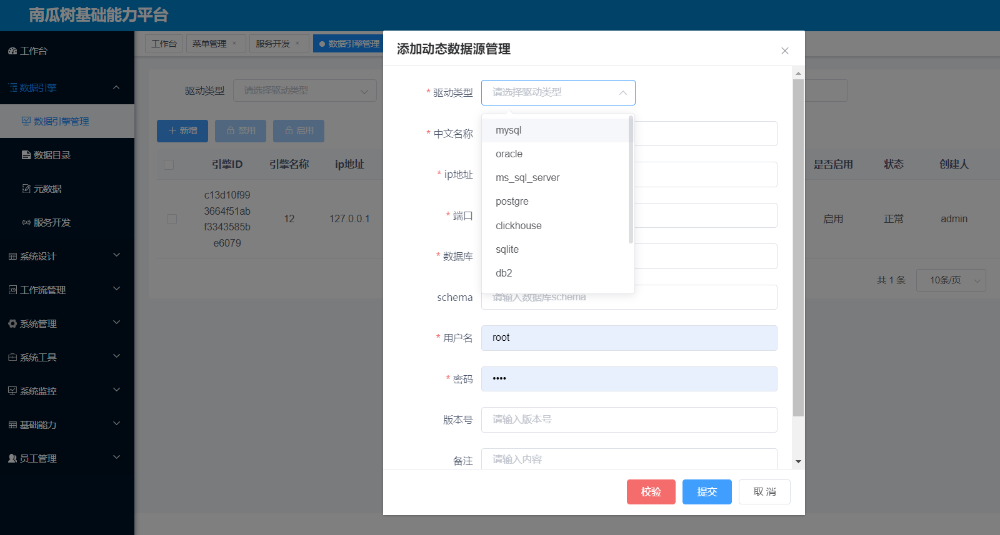 南瓜树基础能力平台
工作台
数据引擎
数据引擎管理
数据目录
元数据
服务开发
系统设计
工作流管理
系统管理
系统工具
系统监控
基础能力
员工管理
工作台 菜单管理 × 服务开发 × 数据引擎管理
驱动类型 请选择驱动类型
+ 新增 禁用 启用
引擎ID 引擎名称 ip地址 是否启用 状态 创建人
c13d10f99
3664f51ab
f3343585b
e6079
12 127.0.0.1 启用 正常 admin
共 1 条 10条/页
添加动态数据源管理
* 驱动类型 请选择驱动类型
mysql
oracle
ms_sql_server
postgre
clickhouse
sqlite
db2
* 中文名称
* ip地址
* 端口
* 数据库
schema 请输入数据库schema
* 用户名 root
* 密码 ••••
版本号 请输入版本号
备注 请输入内容
校验 提交 取 消